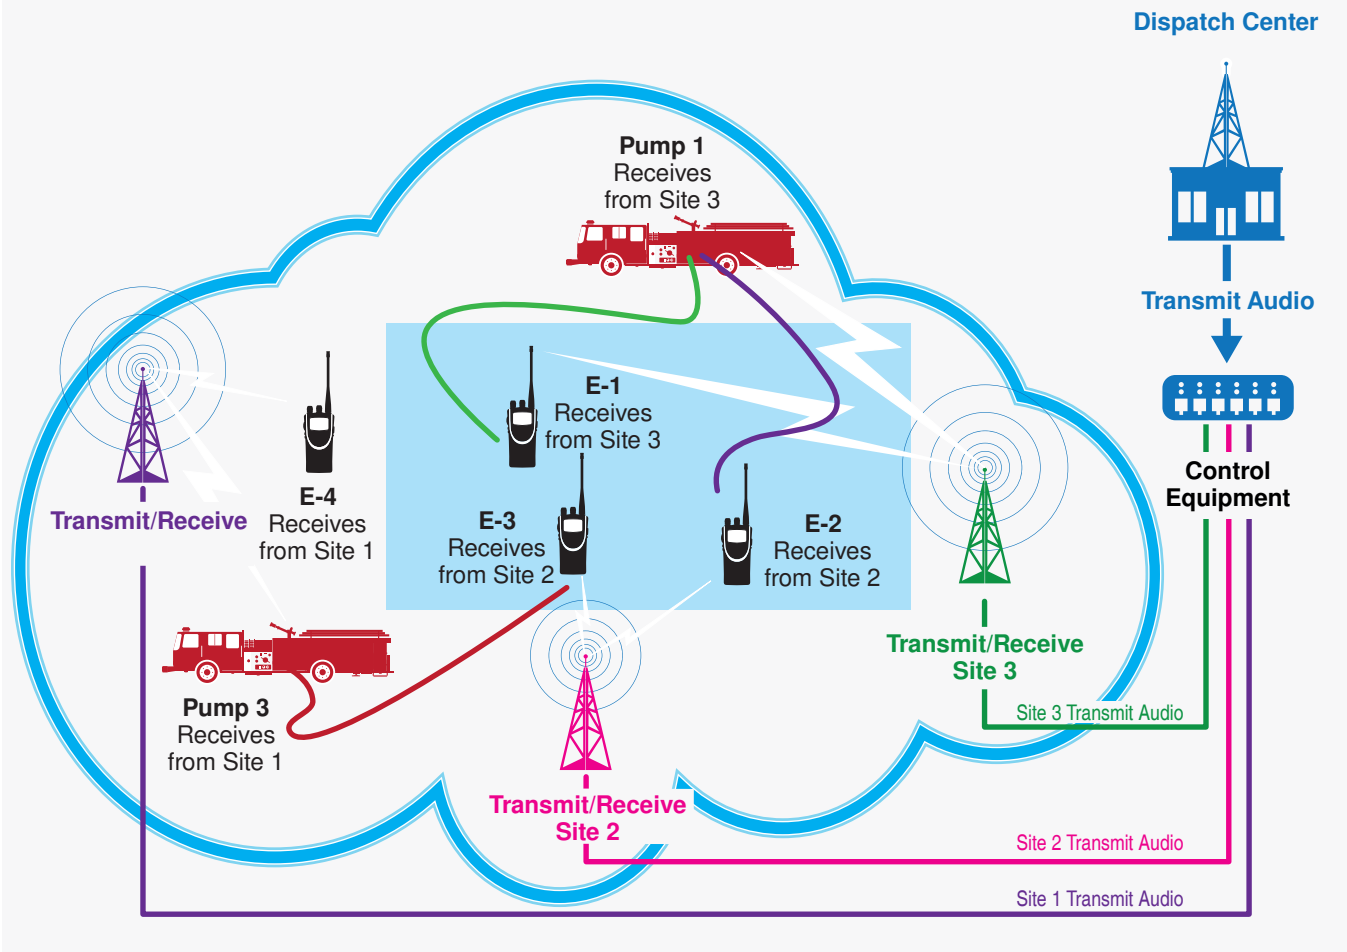 Dispatch Center
Pump 1
Receives
from Site 3
Transmit Audio
E-1
Receives
from Site 3
Control
Equipment
E-4
Receives
from Site 1
Transmit/Receive
E-3
Receives
from Site 2
E-2
Receives
from Site 2
Transmit/Receive
Site 3
Pump 3
Receives
from Site 1
Site 3 Transmit Audio
Transmit/Receive
Site 2
Site 2 Transmit Audio
Site 1 Transmit Audio